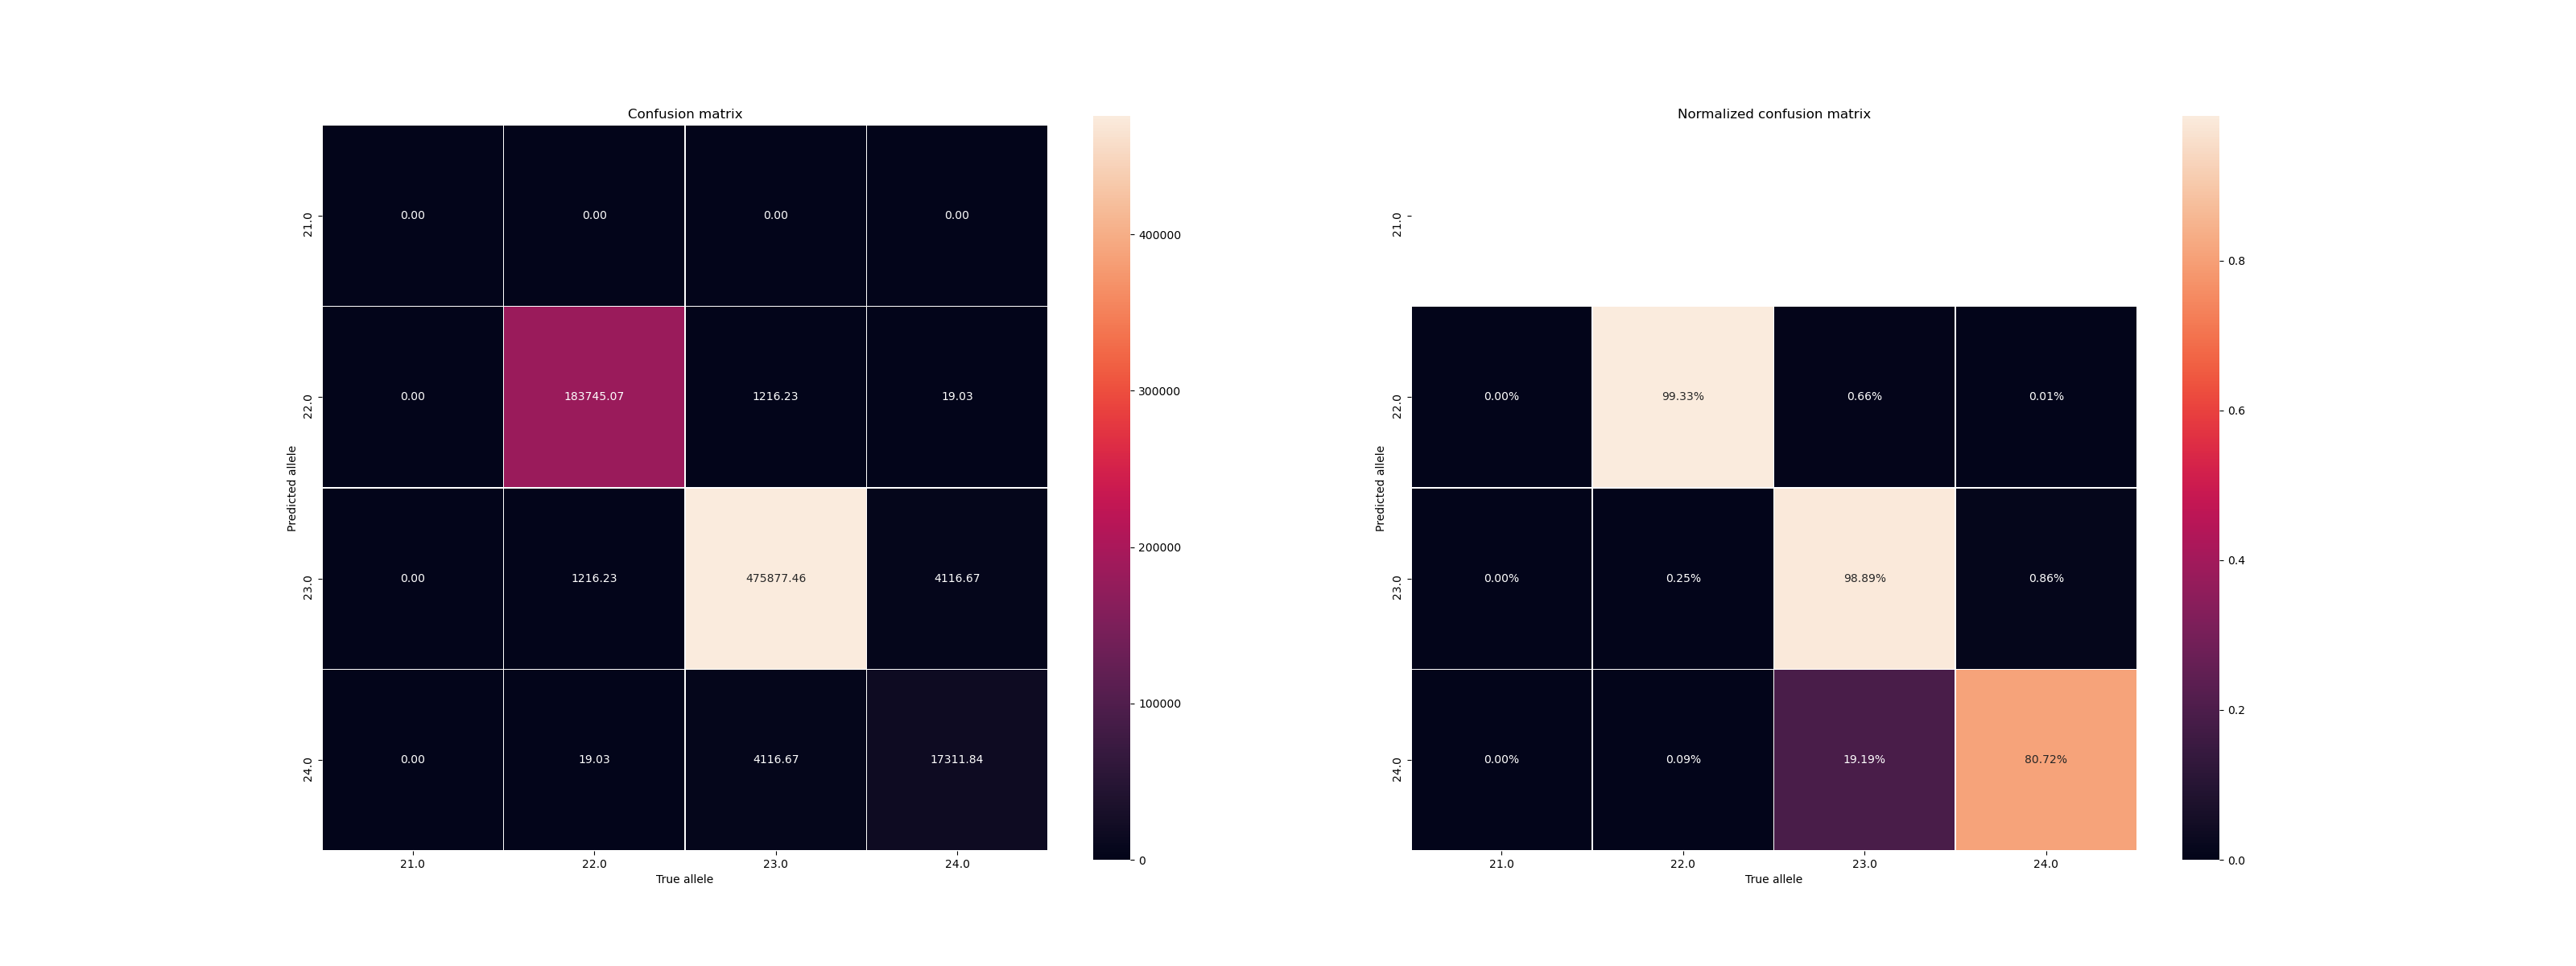 Confusion matrix
21.0 0.00 0.00 0.00 0.00
22.0 0.00 183745.07 1216.23 19.03
23.0 0.00 1216.23 475877.46 4116.67
24.0 0.00 19.03 4116.67 17311.84
Predicted allele
21.0 22.0 23.0 24.0
True allele
400000
300000
200000
100000
0
Normalized confusion matrix
21.0
22.0 0.00% 99.33% 0.66% 0.01%
23.0 0.00% 0.25% 98.89% 0.86%
24.0 0.00% 0.09% 19.19% 80.72%
Predicted allele
21.0 22.0 23.0 24.0
True allele
0.8
0.6
0.4
0.2
0.0